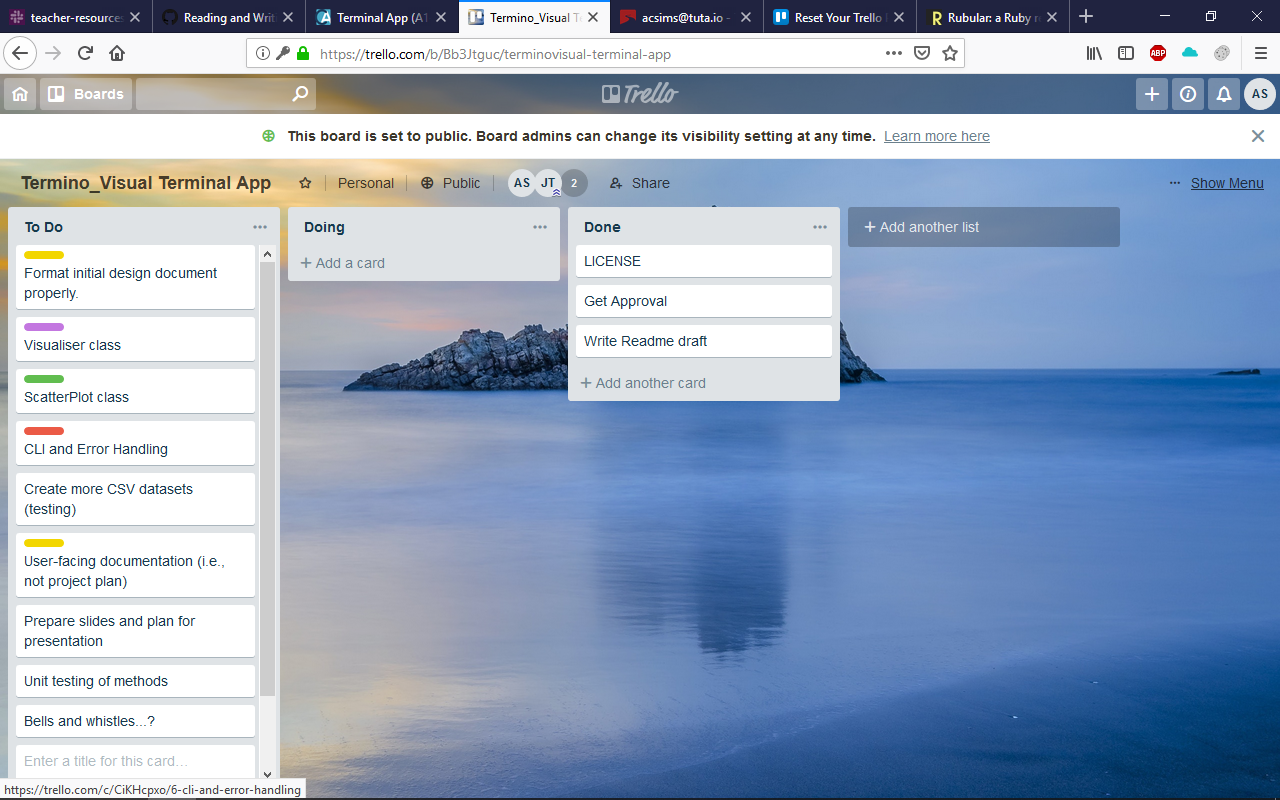 teacher-resources
Reading and Writ
Terminal App (A1
Termino_Visual T
acsims@tuta.io -
Reset Your Trello
Rubular: a Ruby r
https://trello.com/b/Bb3Jtguc/terminovisual-terminal-app
ABP
Boards
Trello
AS
This board is set to public. Board admins can change its visibility setting at any time. Learn more here
Termino_Visual Terminal App
Personal
Public
AS
JT
2
Share
... Show Menu
To Do
Format initial design document
properly.
Visualiser class
ScatterPlot class
CLI and Error Handling
Create more CSV datasets
(testing)
User-facing documentation (i.e.,
not project plan)
Prepare slides and plan for
presentation
Unit testing of methods
Bells and whistles...?
Enter a title for this card...
Doing
+ Add a card
Done
LICENSE
Get Approval
Write Readme draft
+ Add another card
+ Add another list
https://trello.com/c/CiKHcpxo/6-cli-and-error-handling